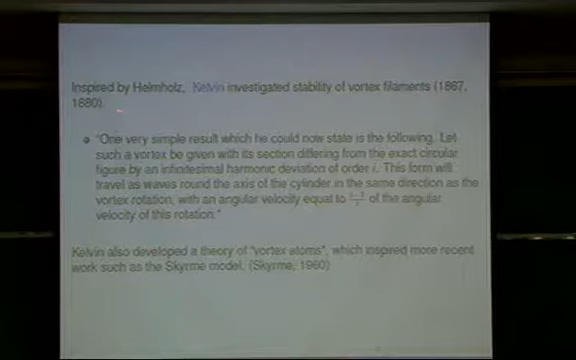 Inspired by Helmholz, Kelvin investigated stability of vortex filaments (1867,
1880).
"One very simple result which he could now state is the following. Let
such a vortex be given with its section differing from the exact circular
figure by an infinitesimal harmonic deviation of order i. This form will
travel as waves round the axis of the cylinder in the same direction as the
vortex rotation, with an angular velocity equal to of the angular
velocity of this rotation."
Kelvin also developed a theory of "vortex atoms", which inspired more recent
work such as the Skyrme model. (Skyrme, 1960)